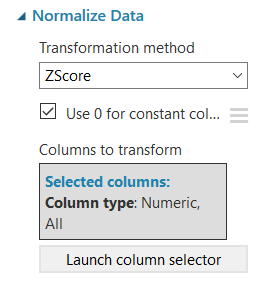 Normalize Data
Transformation method
ZScore
Use 0 for constant col...
Columns to transform
Selected columns:
Column type: Numeric,
All
Launch column selector